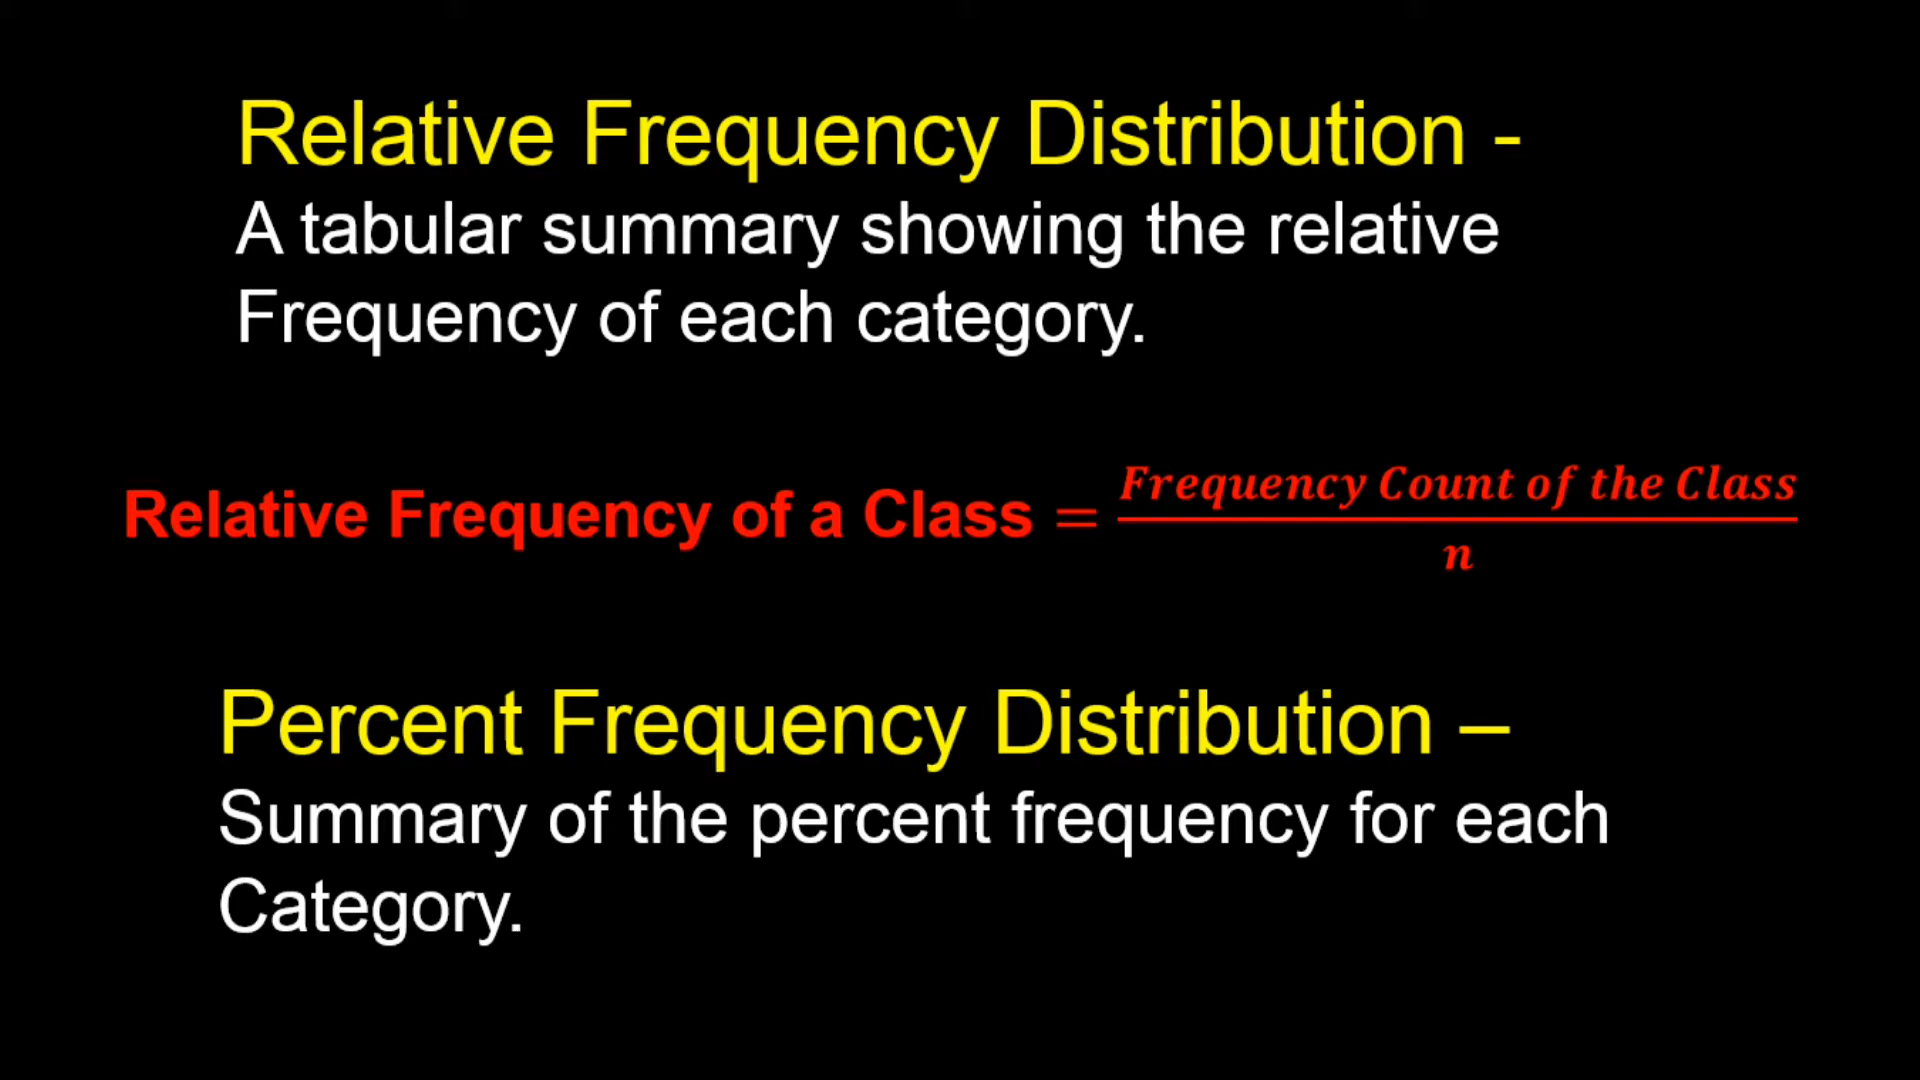 Relative Frequency Distribution -
A tabular summary showing the relative
Frequency of each category.
Relative Frequency of a Class = Frequency Count of the Class / n
Percent Frequency Distribution –
Summary of the percent frequency for each
Category.